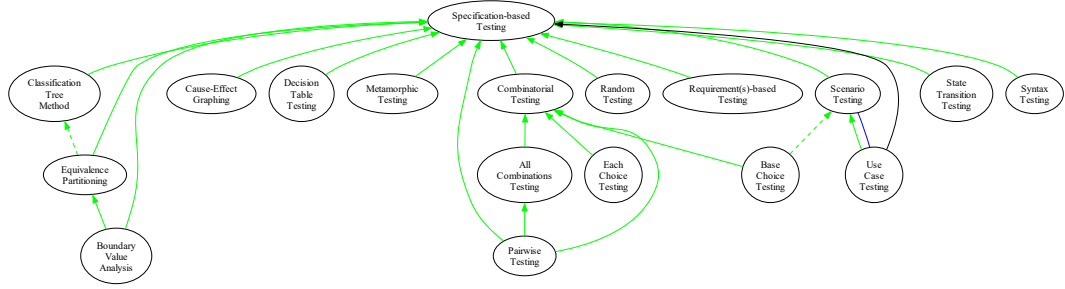 Specification-based
Testing
Classification
Tree
Method
Cause-Effect
Graphing
Decision
Table
Testing
Metamorphic
Testing
Combinatorial
Testing
Random
Testing
Requirement(s)-based
Testing
Scenario
Testing
State
Transition
Testing
Syntax
Testing
Equivalence
Partitioning
All
Combinations
Testing
Each
Choice
Testing
Base
Choice
Testing
Use
Case
Testing
Boundary
Value
Analysis
Pairwise
Testing